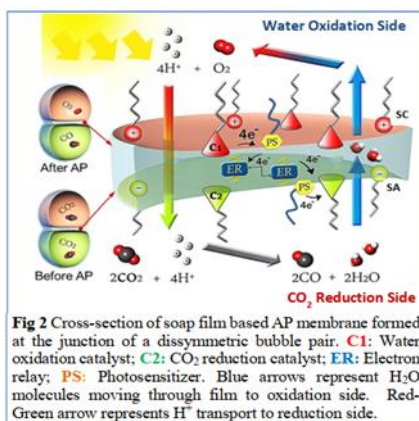 Water Oxidation Side
4H⁺ + O₂
SC
O₂
CO
After AP
C1
4e⁻
PS
ER
4e⁻
ER
C2
PS
4e⁻
SA
CO₂
CO₂
Before AP
2CO₂ + 4H⁺
2CO + 2H₂O
CO₂ Reduction Side
Fig 2 Cross-section of soap film based AP membrane formed
at the junction of a dissymmetric bubble pair. C1: Water
oxidation catalyst; C2: CO₂ reduction catalyst; ER: Electron
relay; PS: Photosensitizer. Blue arrows represent H₂O
molecules moving through film to oxidation side. Red-
Green arrow represents H⁺ transport to reduction side.